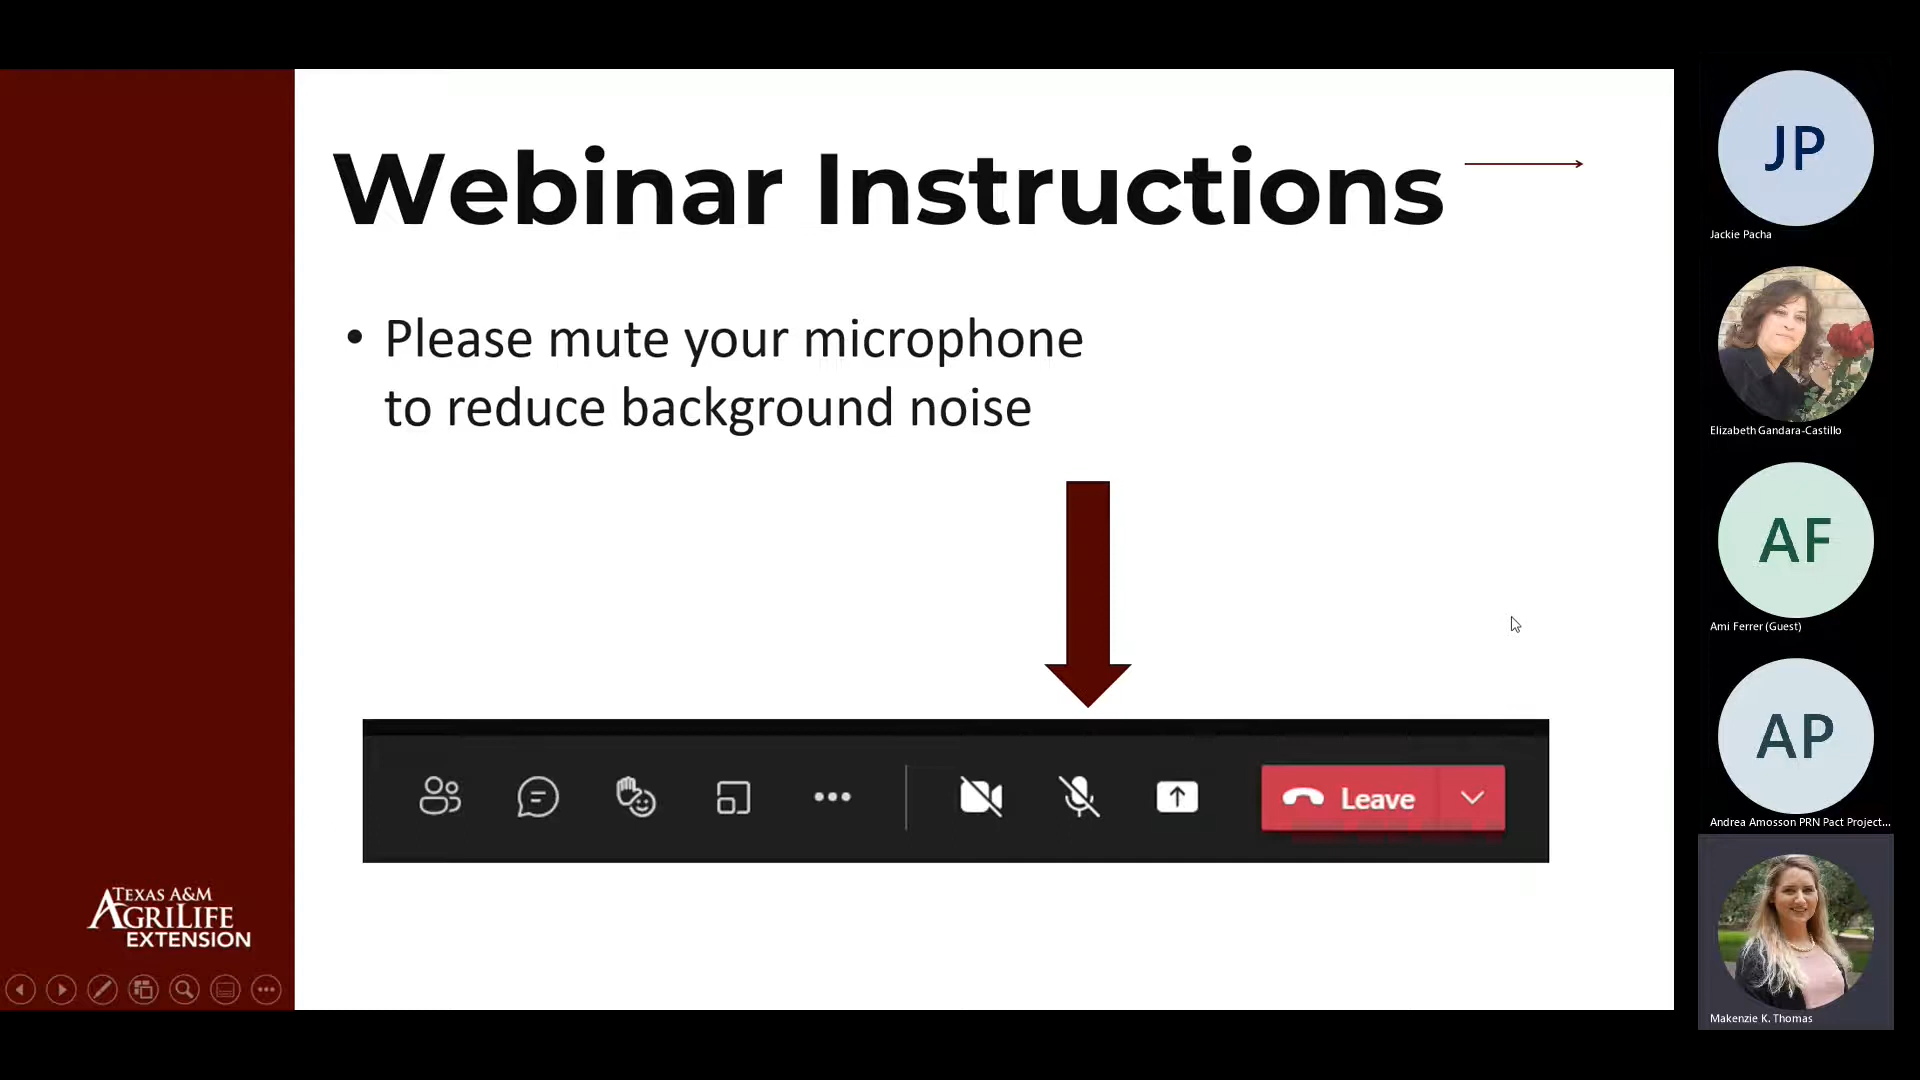 Webinar Instructions
• Please mute your microphone
to reduce background noise
Leave
TEXAS A&M
AGRILIFE
EXTENSION
JP
Jackie Pacha
Elizabeth Gandara-Castillo
AF
Ami Ferrer (Guest)
AP
Andrea Amosson PRN Pact Project...
Makenzie K. Thomas